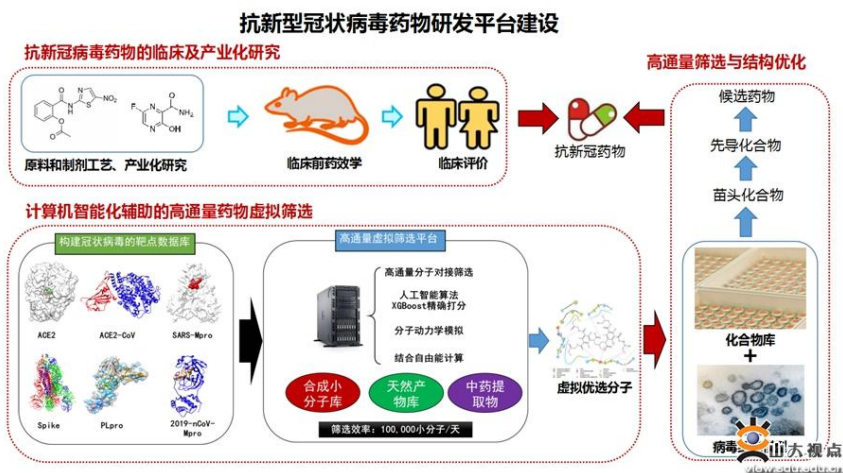 抗新型冠状病毒药物研发平台建设
抗新冠病毒药物的临床及产业化研究
原料和制剂工艺、产业化研究
临床前药效学
临床评价
抗新冠药物
高通量筛选与结构优化
候选药物
先导化合物
苗头化合物
化合物库
+
计算机智能化辅助的高通量药物虚拟筛选
构建冠状病毒的靶点数据库
ACE2
ACE2-CoV
SARS-Mpro
Spike
PLpro
2019-nCoV-
Mpro
高通量虚拟筛选平台
高通量分子对接筛选
人工智能算法
XGBoost精确打分
分子动力学模拟
结合自由能计算
合成小
分子库
天然产
物库
中药提
取物
筛选效率: 100,000小分子/天
虚拟优选分子
病毒
山大视点
view.sdu.edu.cn
O
N
S
NO₂
NH
O
O
O
F
N
N
O
NH₂
OH